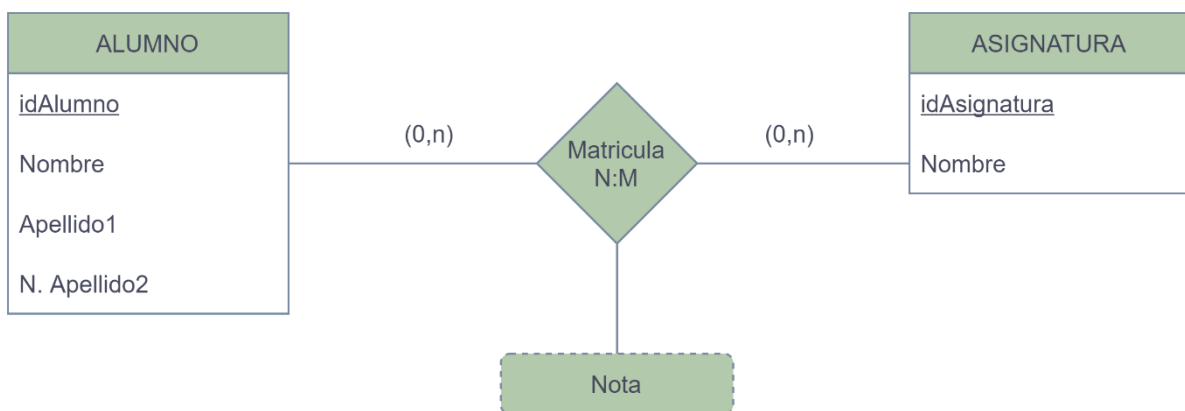 ALUMNO
idAlumno
Nombre
Apellido1
N. Apellido2
(0,n)
Matricula
N:M
(0,n)
ASIGNATURA
idAsignatura
Nombre
Nota